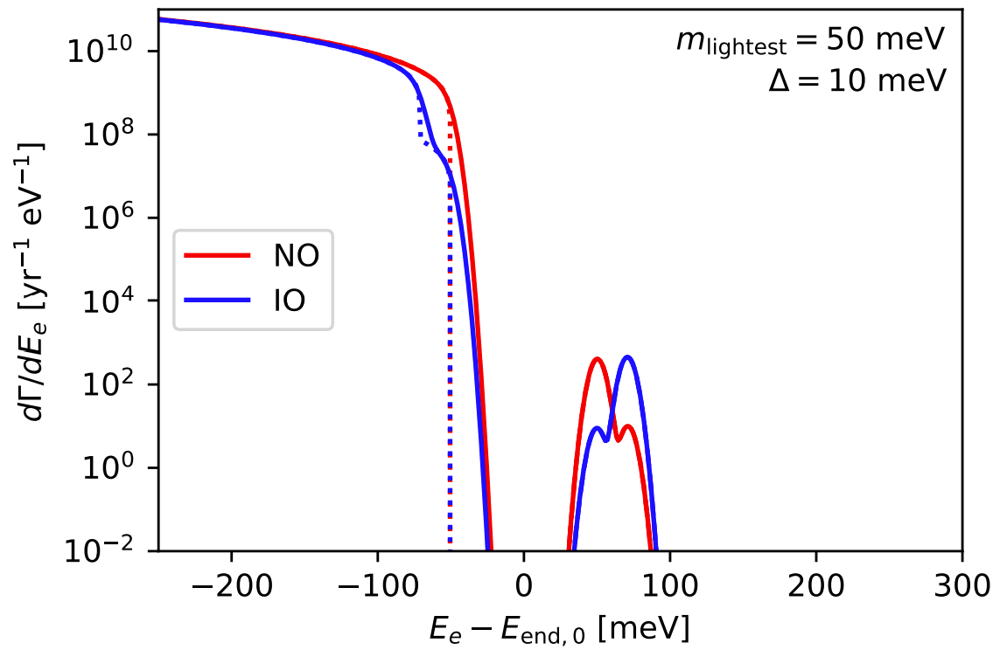 m_lightest = 50 meV
Δ = 10 meV
10^10
10^8
10^6
10^4
10^2
10^0
10^−2
dΓ/dE_e [yr^−1 eV^−1]
NO
IO
−200 −100 0 100 200 300
E_e − E_end,0 [meV]